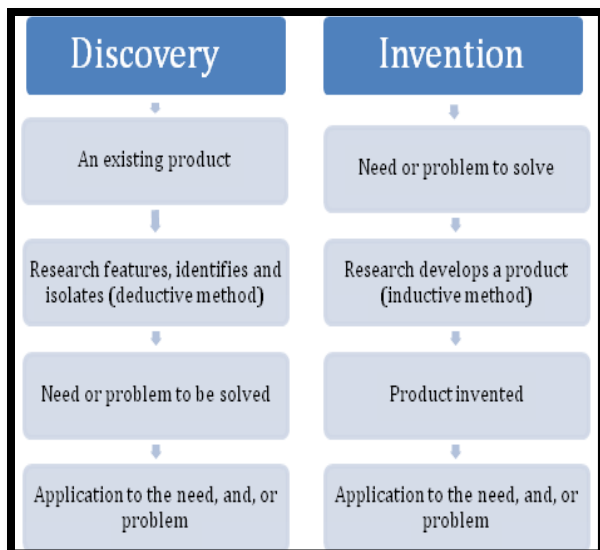 Discovery
An existing product
Research features, identifies and
isolates (deductive method)
Need or problem to be solved
Application to the need, and, or
problem
Invention
Need or problem to solve
Research develops a product
(inductive method)
Product invented
Application to the need, and, or
problem